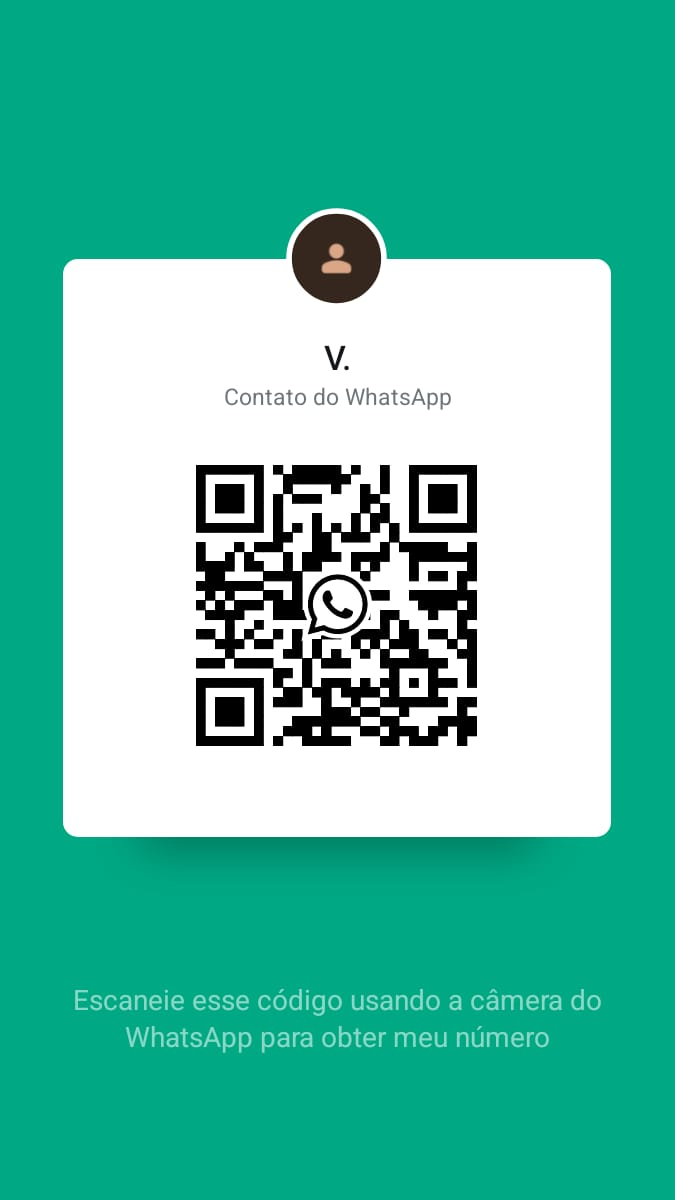 V.
Contato do WhatsApp
Escaneie esse código usando a câmera do
WhatsApp para obter meu número